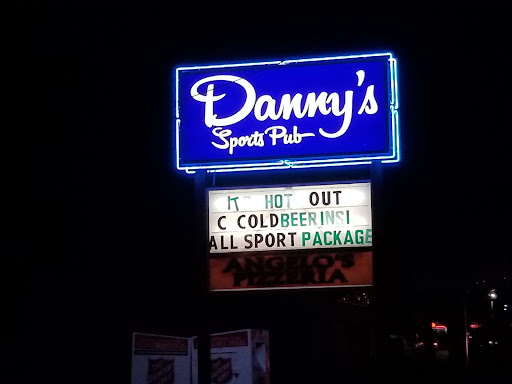 Danny's
Sports Pub
HOT OUT
C COLD BEER INSI
ALL SPORT PACKAGE
ANGELO'S
PIZZERIA